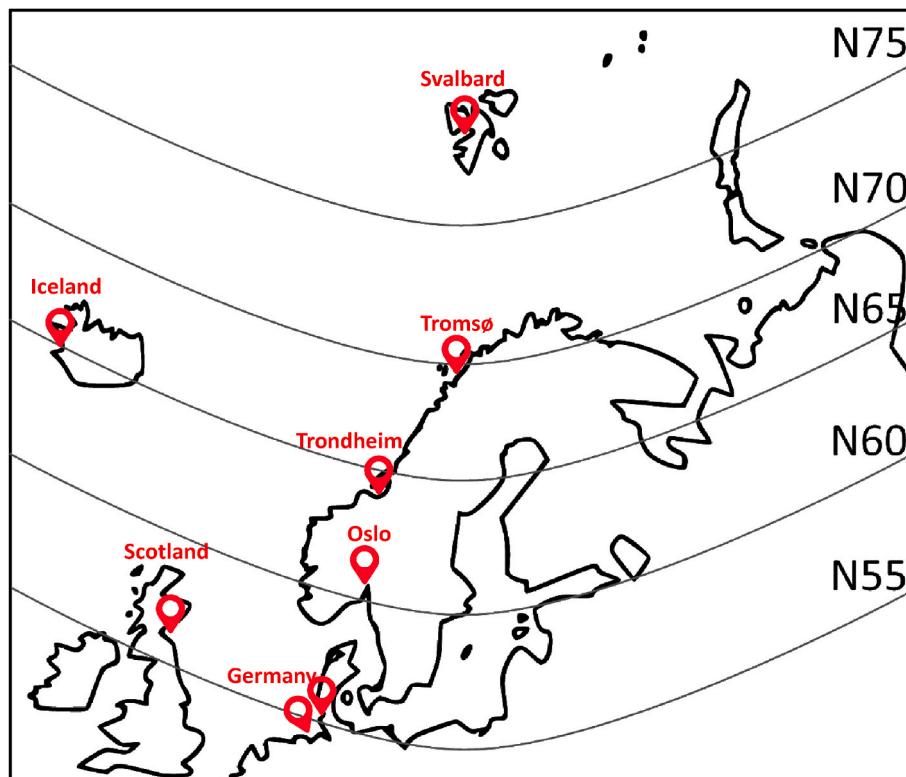 N75
Svalbard
N70
Iceland
N65
Tromsø
Trondheim
N60
Oslo
Scotland
N55
Germany